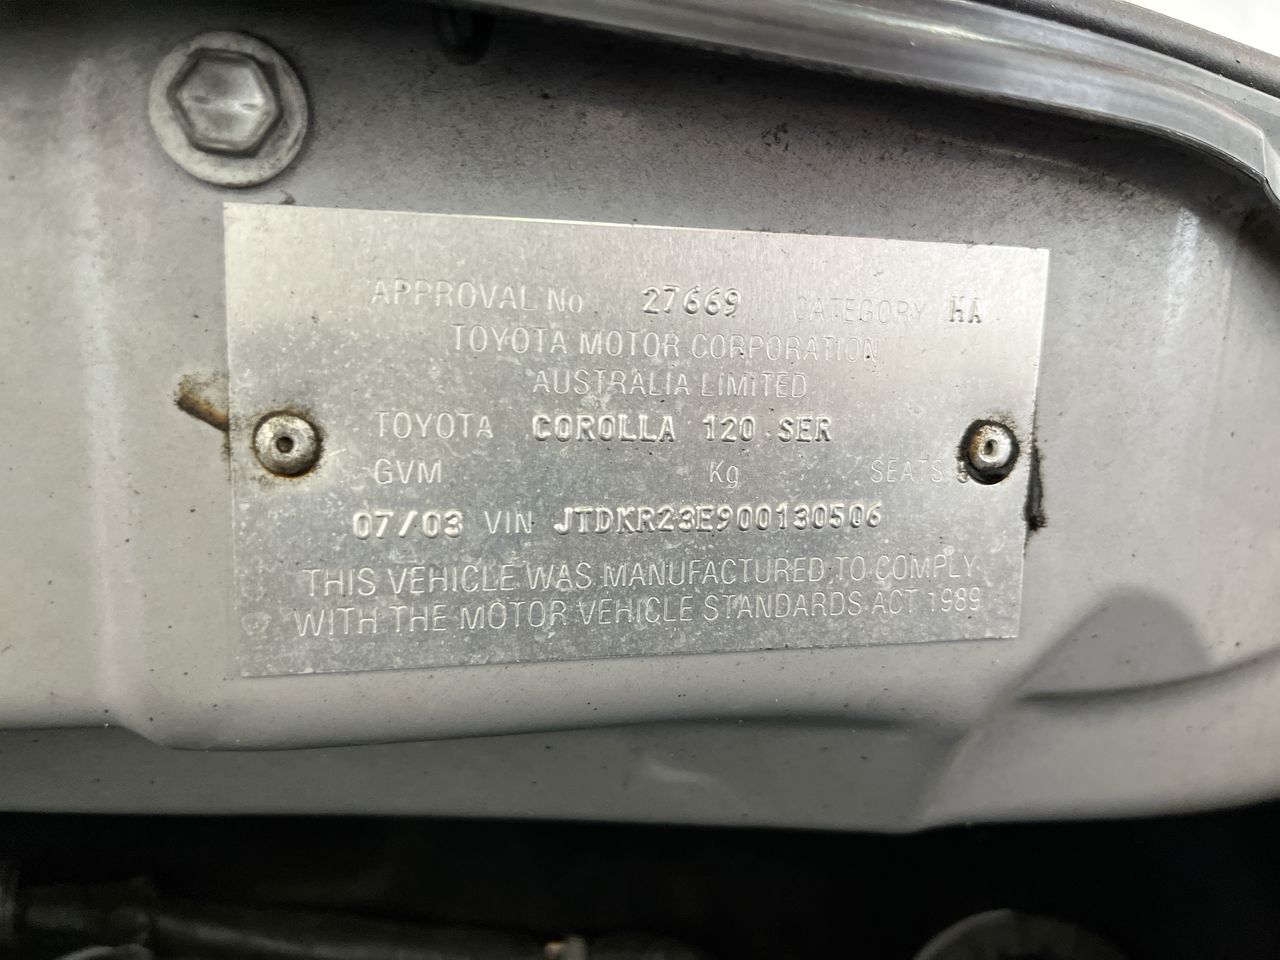 APPROVAL No 27669 CATEGORY MA
TOYOTA MOTOR CORPORATION
AUSTRALIA LIMITED
TOYOTA COROLLA 120 SER
GVM Kg SEATS
07/03 VIN JTDKR23E900130506
THIS VEHICLE WAS MANUFACTURED TO COMPLY
WITH THE MOTOR VEHICLE STANDARDS ACT 1989